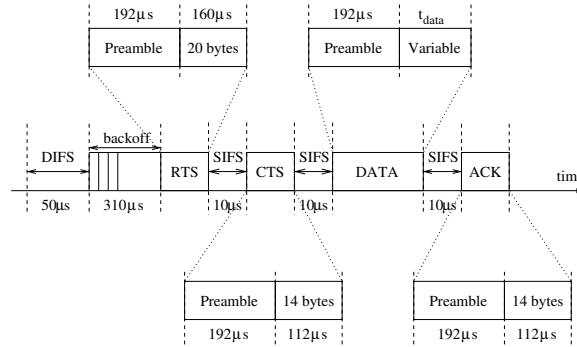 192μs 160μs 192μs t_data
Preamble 20 bytes Preamble Variable
backoff
DIFS SIFS SIFS SIFS
RTS CTS DATA ACK
time
50μs 310μs 10μs 10μs 10μs
Preamble 14 bytes Preamble 14 bytes
192μs 112μs 192μs 112μs